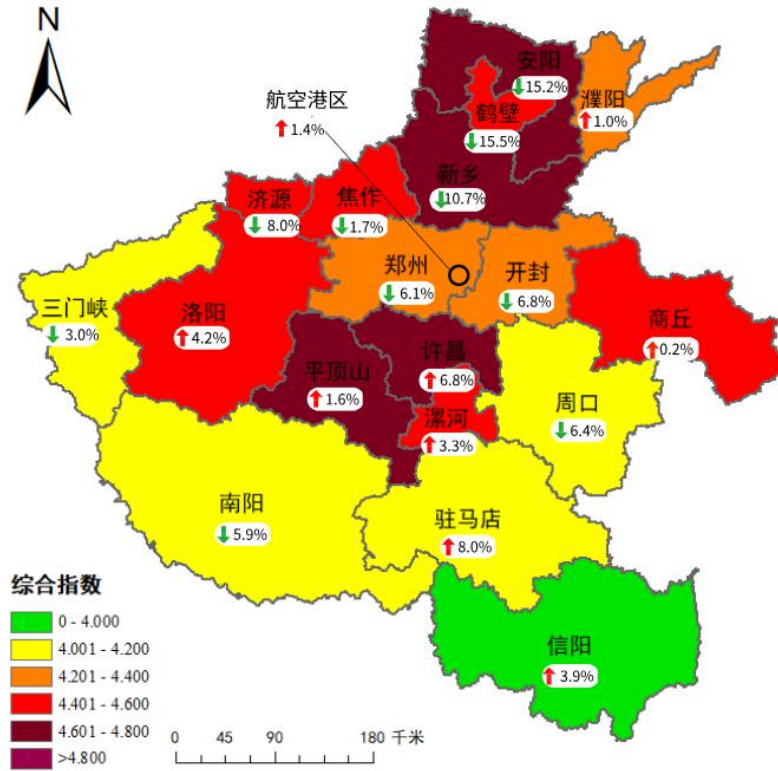 N
安阳
15.2%
濮阳
1.0%
航空港区
1.4%
鹤壁
15.5%
新乡
10.7%
济源
8.0%
焦作
1.7%
郑州
6.1%
开封
6.8%
三门峡
3.0%
洛阳
4.2%
商丘
0.2%
许昌
6.8%
平顶山
1.6%
漯河
3.3%
周口
6.4%
南阳
5.9%
驻马店
8.0%
信阳
3.9%
综合指数
0 - 4.000
4.001 - 4.200
4.201 - 4.400
4.401 - 4.600
4.601 - 4.800
>4.800
0 45 90 180 千米